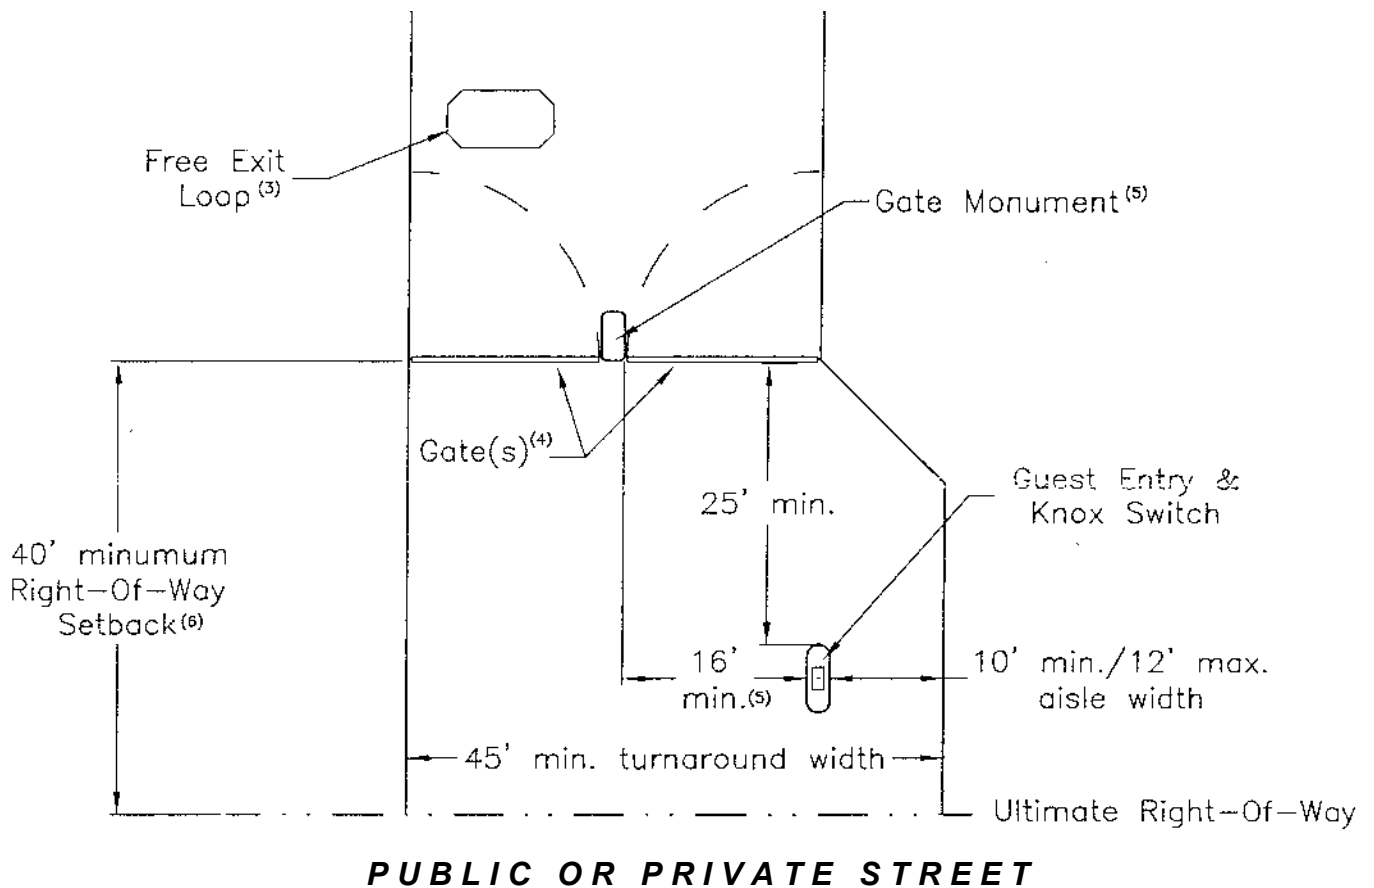 Free Exit
Loop(3)
Gate Monument(5)
Gate(s)(4)
25' min.
Guest Entry &
Knox Switch
40' minumum
Right-Of-Way
Setback(6)
16'
min.(5)
10' min./12' max.
aisle width
45' min. turnaround width
Ultimate Right-Of-Way
PUBLIC OR PRIVATE STREET